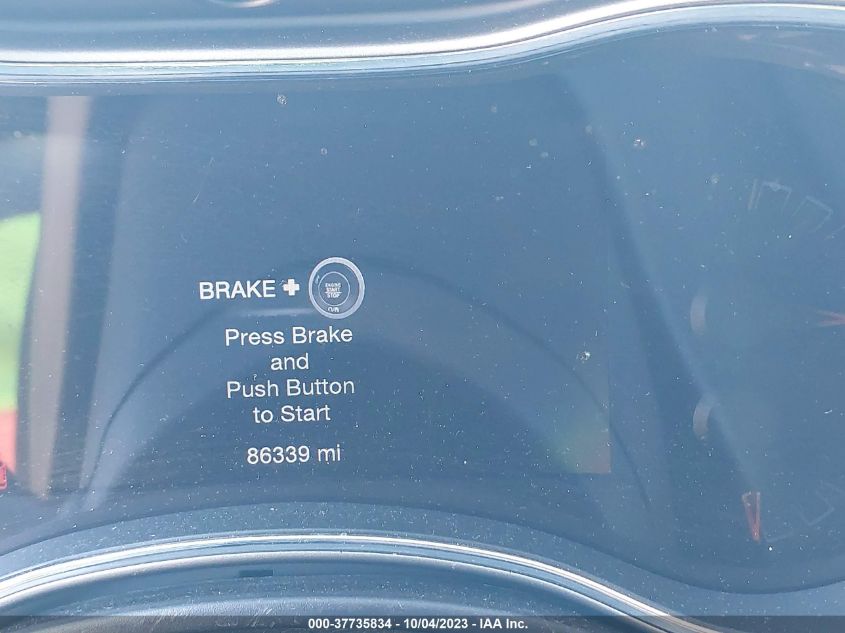 BRAKE +
ENGINE
START
STOP
Press Brake
and
Push Button
to Start
86339 mi
000-37735834 - 10/04/2023 - IAA Inc.